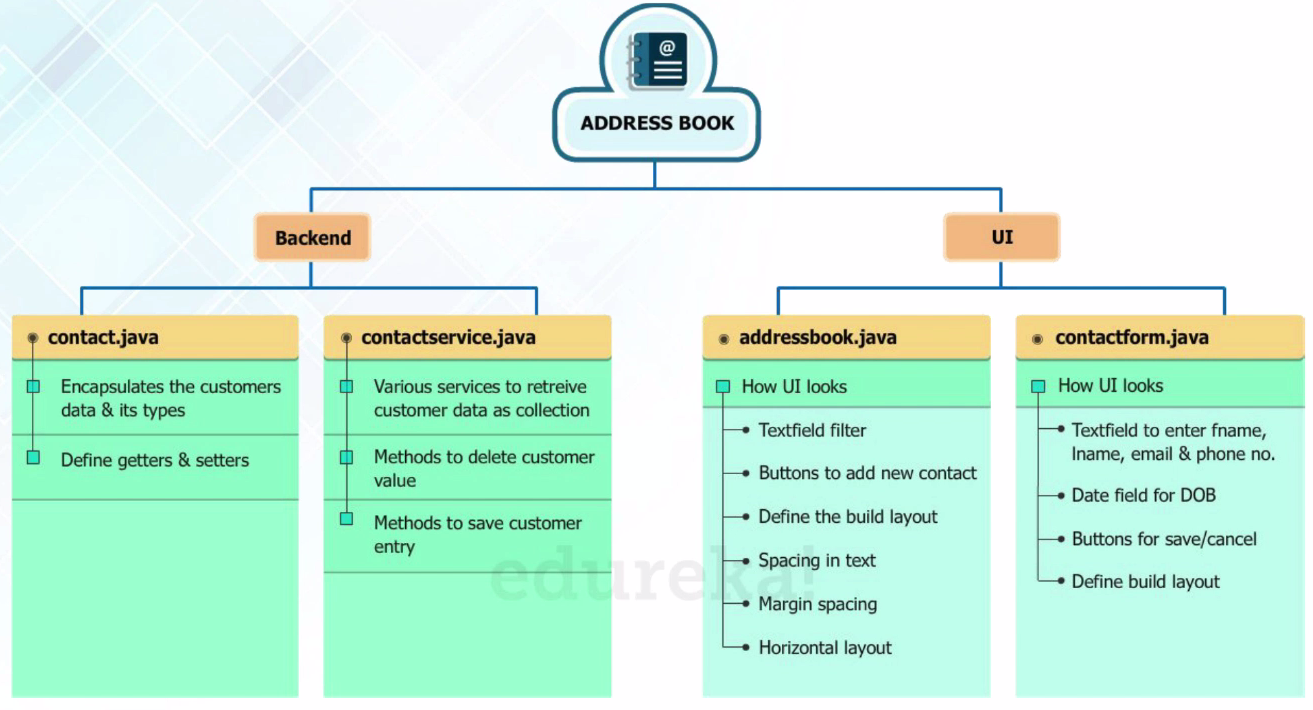 @
ADDRESS BOOK
Backend
UI
contact.java
Encapsulates the customers
data & its types
Define getters & setters
contactservice.java
Various services to retreive
customer data as collection
Methods to delete customer
value
Methods to save customer
entry
addressbook.java
How UI looks
Textfield filter
Buttons to add new contact
Define the build layout
Spacing in text
Margin spacing
Horizontal layout
contactform.java
How UI looks
Textfield to enter fname,
lname, email & phone no.
Date field for DOB
Buttons for save/cancel
Define build layout
edureka!